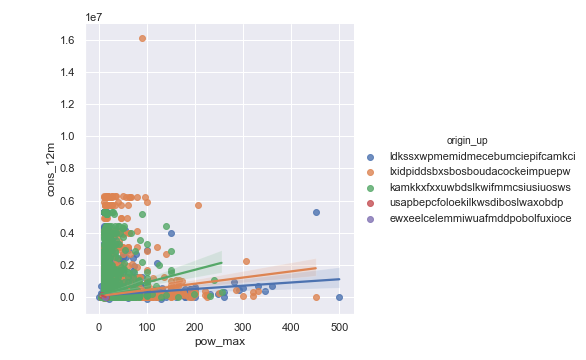 1e7
1.6
1.4
1.2
1.0
0.8
0.6
0.4
0.2
0.0
cons_12m
0
100
200
300
400
500
pow_max
origin_up
ldkssxwpmemidmecebumciepifcamkci
lxidpiddsbxsbosboudacockeimpuepw
kamkkxfxxuwbdslkwifmmcsiusiuosws
usapbepcfoloekilkwsdiboslwaxobdp
ewxeelcelemmiwuafmddpobolfuxioce